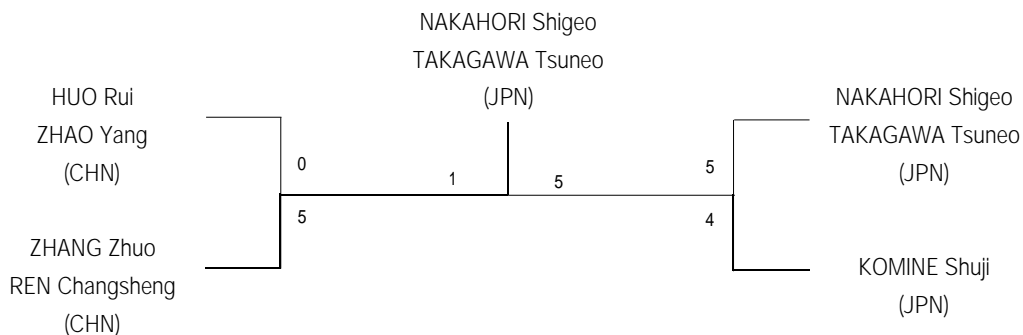 NAKAHORI Shigeo
TAKAGAWA Tsuneo
(JPN)
HUO Rui
ZHAO Yang
(CHN)
0
5
ZHANG Zhuo
REN Changsheng
(CHN)
1
5
NAKAHORI Shigeo
TAKAGAWA Tsuneo
(JPN)
5
4
KOMINE Shuji
(JPN)